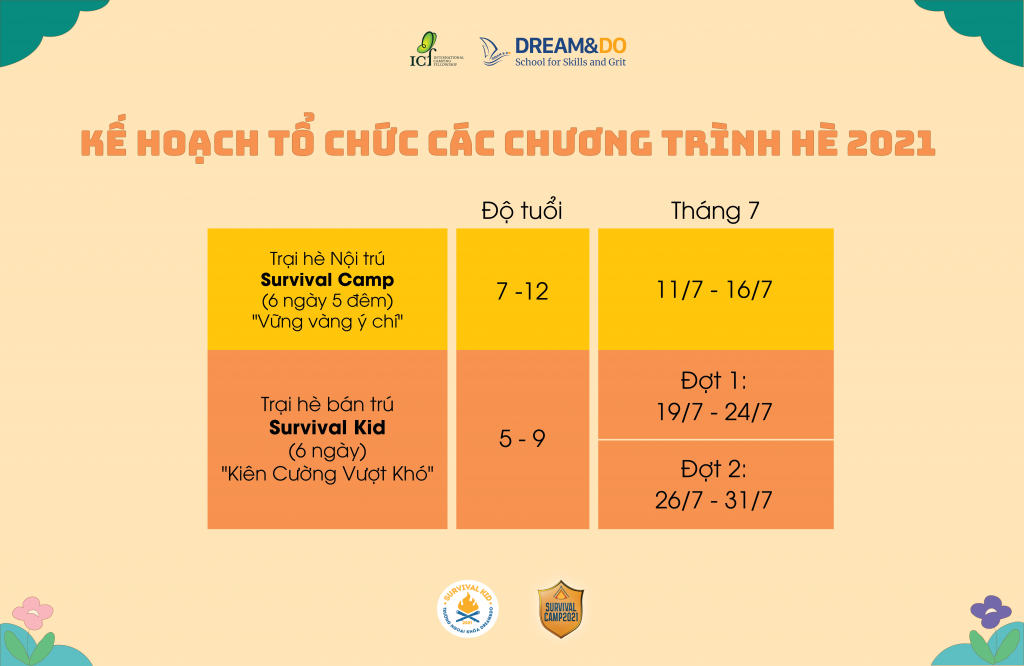 ICF INTERNATIONAL
CAMPING
FELLOWSHIP
DREAM&DO
School for Skills and Grit
KẾ HOẠCH TỔ CHỨC CÁC CHƯƠNG TRÌNH HÈ 2021
Độ tuổi
Tháng 7
Trại hè Nội trú
Survival Camp
(6 ngày 5 đêm)
"Vững vàng ý chí"
7 -12
11/7 - 16/7
Trại hè bán trú
Survival Kid
(6 ngày)
"Kiên Cường Vượt Khó"
5 - 9
Đợt 1:
19/7 - 24/7
Đợt 2:
26/7 - 31/7
SURVIVAL KID
2021
TRƯỜNG NGOẠI KHÓA DREAM&DO
SURVIVAL
CAMP2021